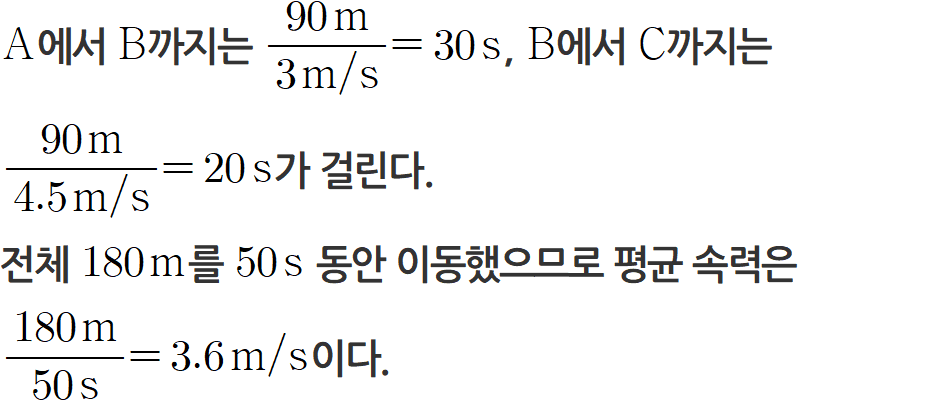 A에서 B까지는 90 m / 3 m/s = 30 s, B에서 C까지는
90 m / 4.5 m/s = 20 s가 걸린다.
전체 180 m를 50 s 동안 이동했으므로 평균 속력은
180 m / 50 s = 3.6 m/s이다.